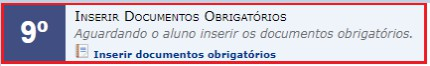 9º
Inserir Documentos Obrigatórios
Aguardando o aluno inserir os documentos obrigatórios.
Inserir documentos obrigatórios